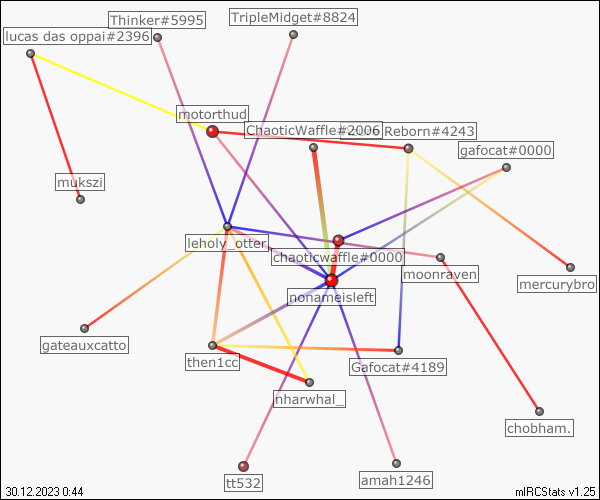 Thinker#5995
TripleMidget#8824
lucas das oppai#2396
motorthud
ChaoticWaffle#2006
Reborn#4243
gafocat#0000
mukszi
leholy_otter
chaoticwaffle#0000
moonraven
mercurybro
nonameisleft
gateauxcatto
then1cc
Gafocat#4189
nharwhal_
chobham.
tt532
amah1246
30.12.2023 0:44
mIRCStats v1.25